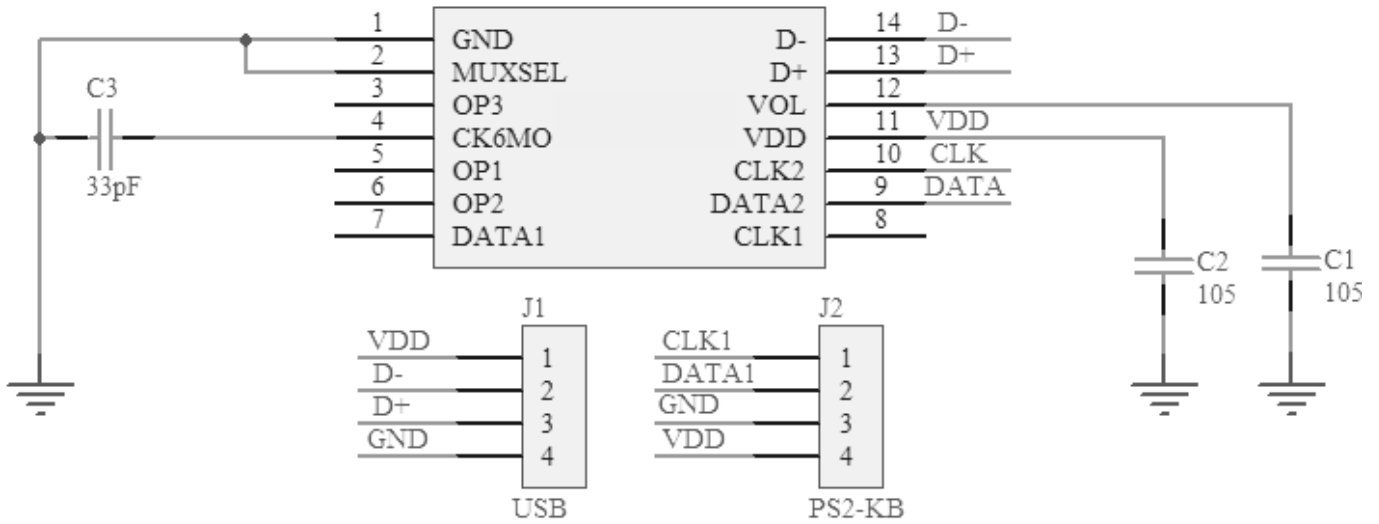 1 GND D- 14 D-
2 MUXSEL D+ 13 D+
3 OP3 VOL 12
4 CK6MO VDD 11 VDD
5 OP1 CLK2 10 CLK
6 OP2 DATA2 9 DATA
7 DATA1 CLK1 8
C3
33pF
C2
105
C1
105
J1
VDD 1
D- 2
D+ 3
GND 4
USB
J2
CLK1 1
DATA1 2
GND 3
VDD 4
PS2-KB